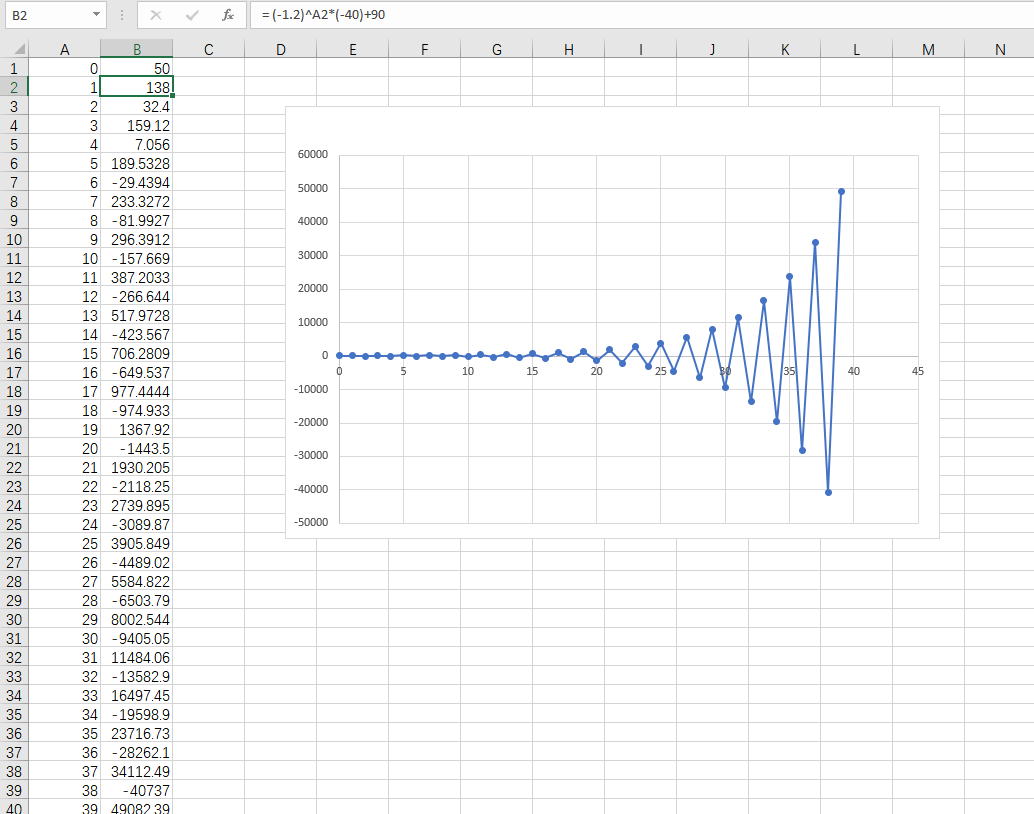 B2 fx =(-1.2)^A2*(-40)+90
A B C D E F G H I J K L M N
1 0 50
2 1 138
3 2 32.4
4 3 159.12
5 4 7.056
6 5 189.5328
7 6 -29.4394
8 7 233.3272
9 8 -81.9927
10 9 296.3912
11 10 -157.669
12 11 387.2033
13 12 -266.644
14 13 517.9728
15 14 -423.567
16 15 706.2809
17 16 -649.537
18 17 977.4444
19 18 -974.933
20 19 1367.92
21 20 -1443.5
22 21 1930.205
23 22 -2118.25
24 23 2739.895
25 24 -3089.87
26 25 3905.849
27 26 -4489.02
28 27 5584.822
29 28 -6503.79
30 29 8002.544
31 30 -9405.05
32 31 11484.06
33 32 -13582.9
34 33 16497.45
35 34 -19598.9
36 35 23716.73
37 36 -28262.1
38 37 34112.49
39 38 -40737
40 39 49082.39
60000
50000
40000
30000
20000
10000
0
-10000
-20000
-30000
-40000
-50000
0 5 10 15 20 25 30 35 40 45